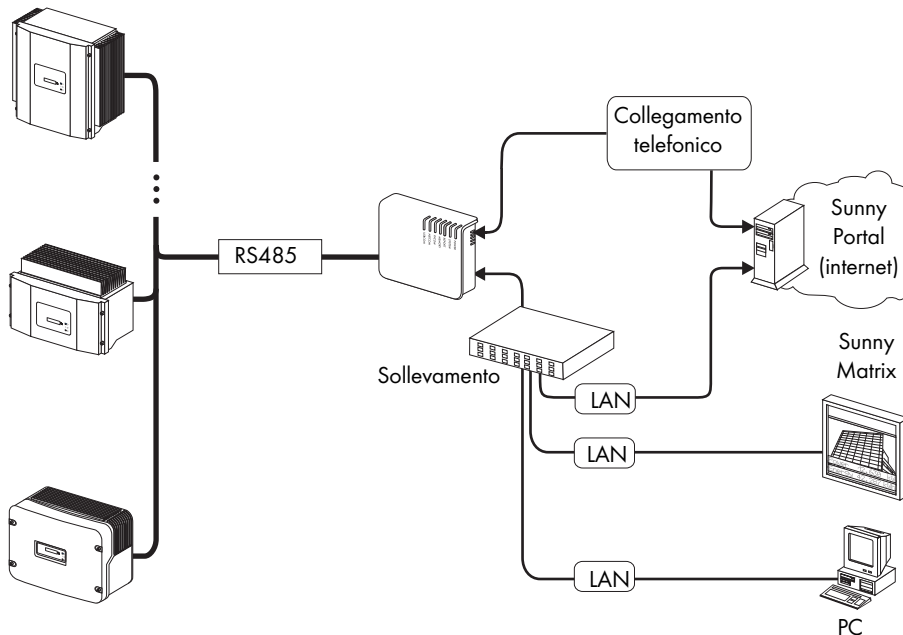 Collegamento
telefonico
Sunny
Portal
(internet)
RS485
Sunny
Matrix
Sollevamento
LAN
LAN
LAN
PC